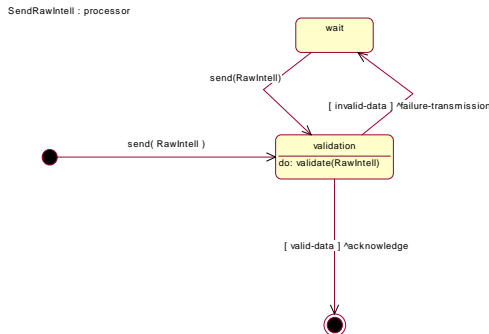 SendRawIntell : processor
wait
send(RawIntell)
[ invalid-data ] ^failure-transmission
send( RawIntell )
validation
do: validate(RawIntell)
[ valid-data ] ^acknowledge